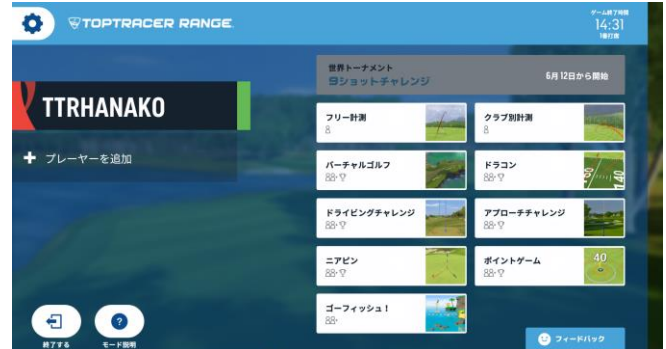 TOPTRACER RANGE
ゲーム終了時間
14:31
1番打席
世界トーナメント
9ショットチャレンジ
6月12日から開始
TTRHANAKO
プレーヤーを追加
フリー計測
クラブ別計測
バーチャルゴルフ
ドラコン
140
ドライビングチャレンジ
アプローチチャレンジ
ニアピン
ポイントゲーム
40
ゴーフィッシュ!
終了する
モード説明
フィードバック